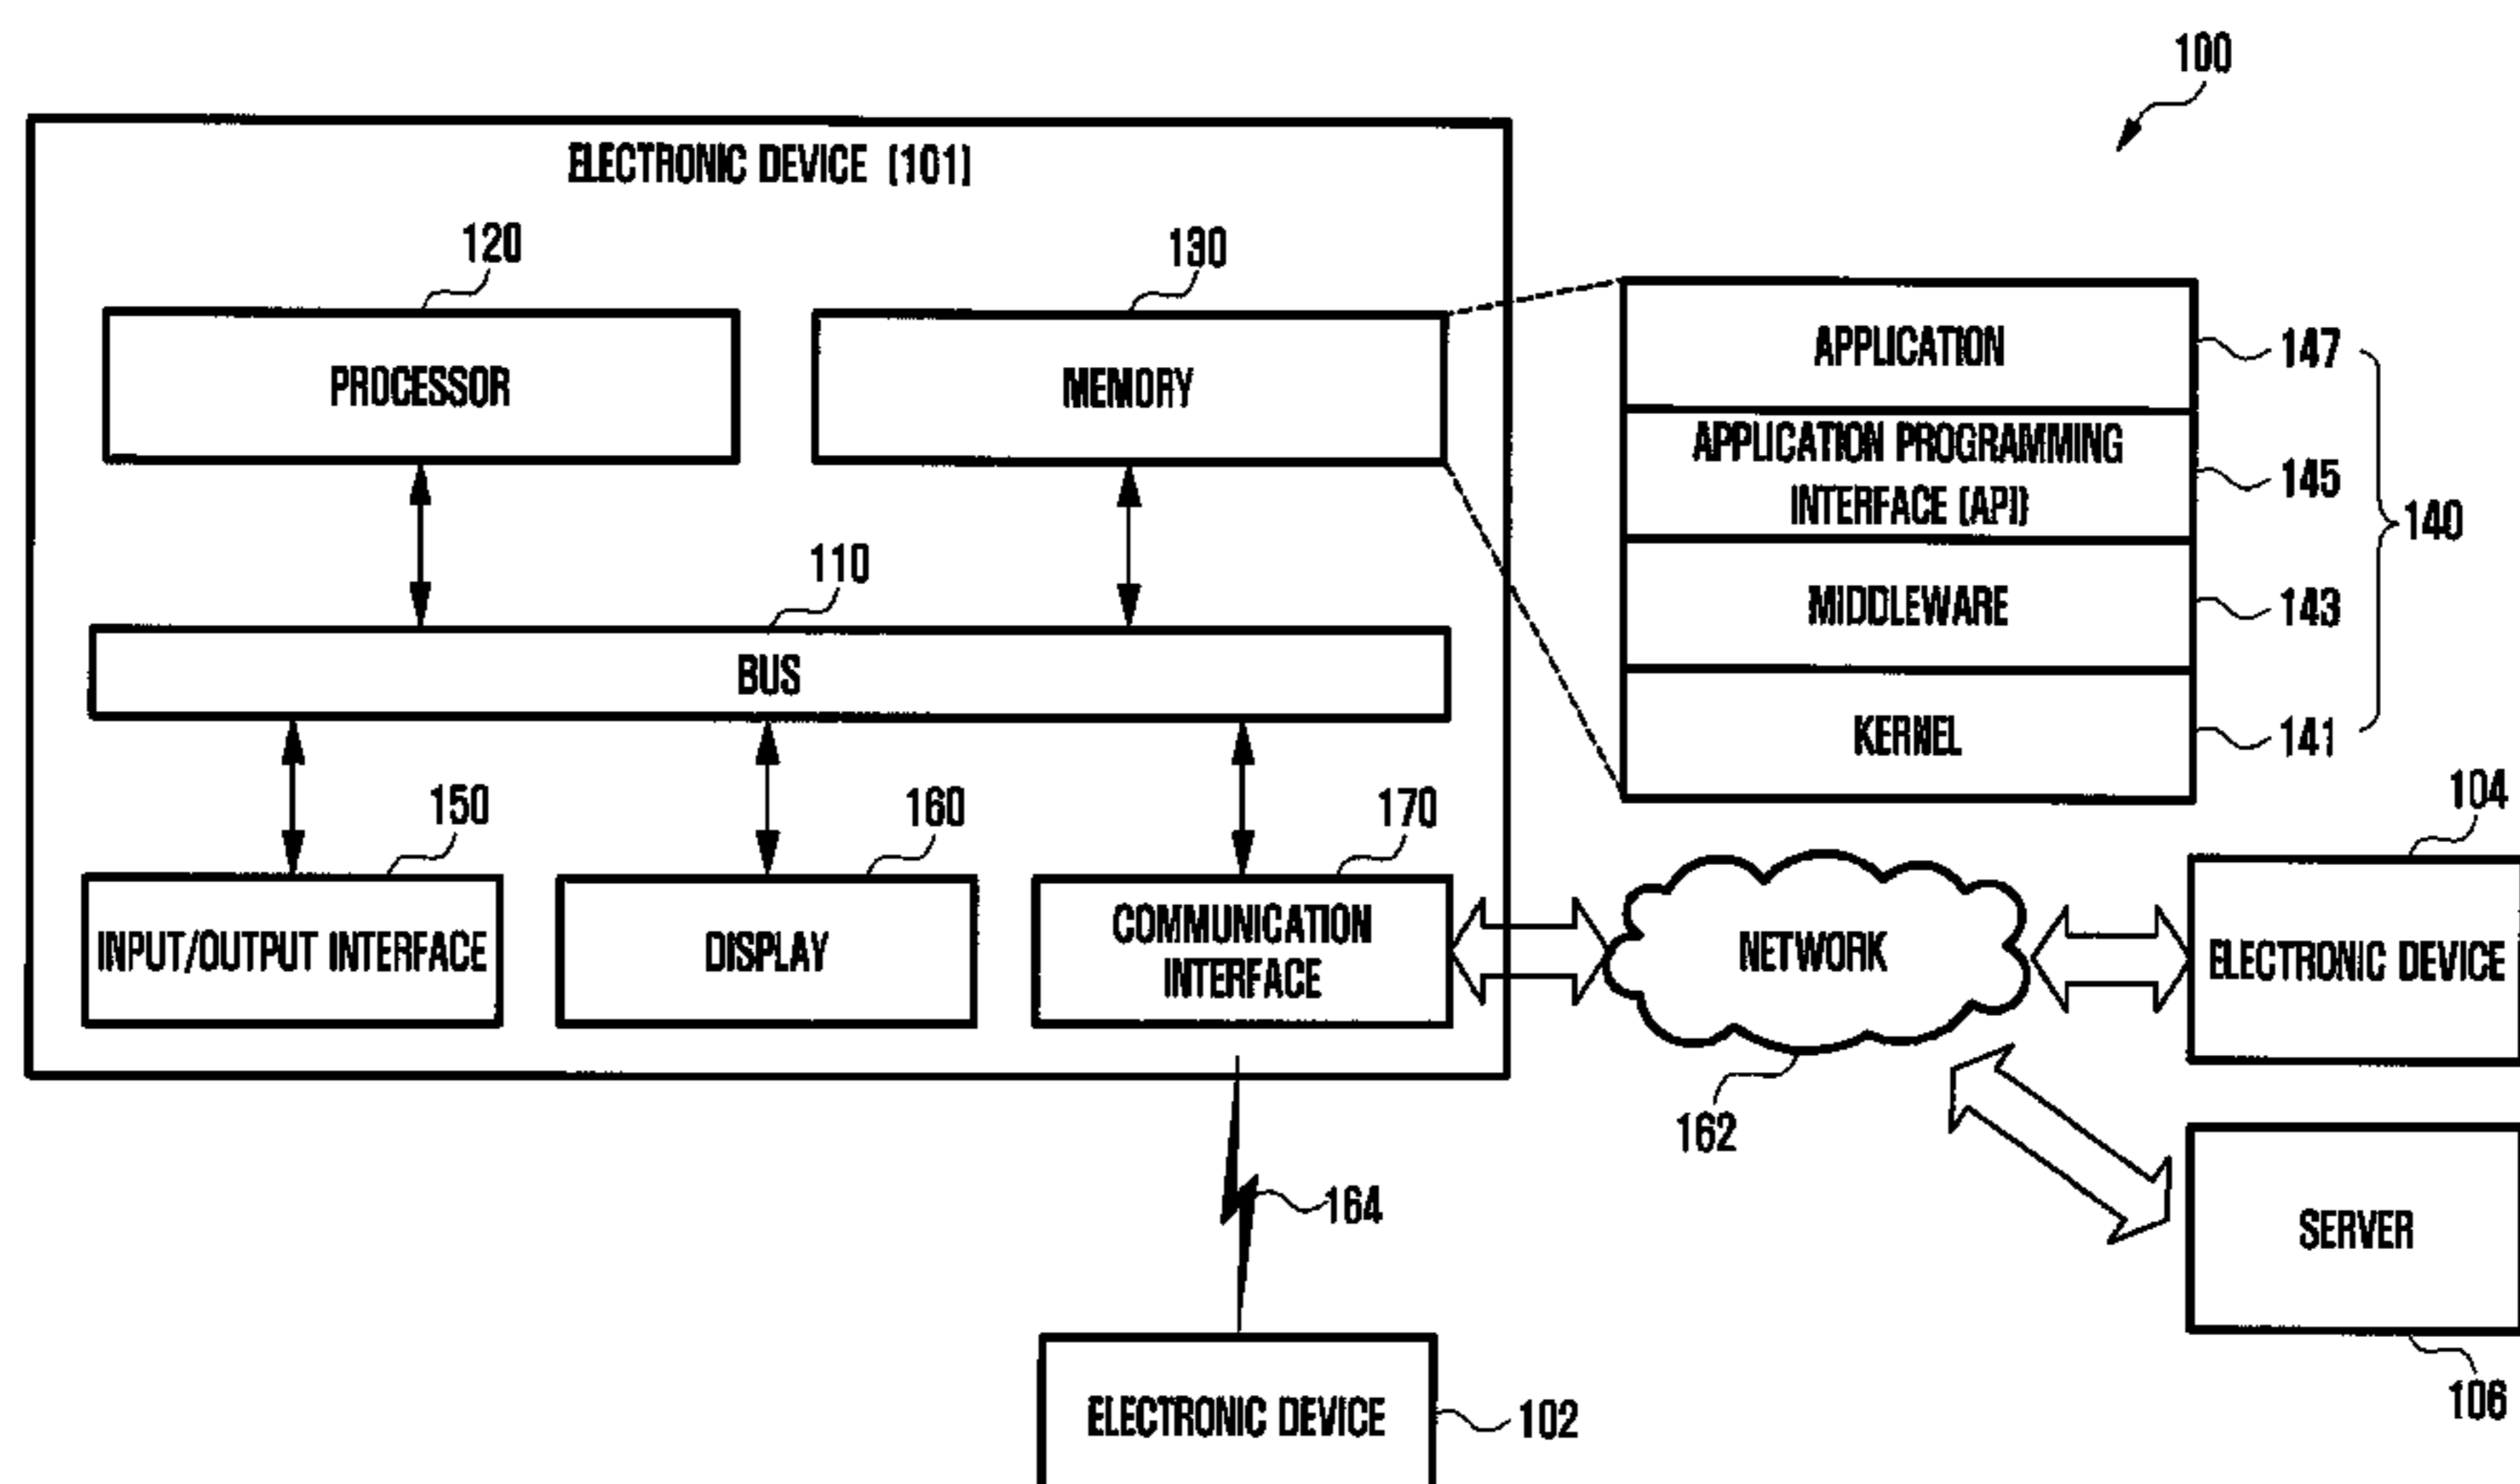 100
ELECTRONIC DEVICE [101]
120
130
PROCESSOR
MEMORY
APPLICATION
147
APPLICATION PROGRAMMING
INTERFACE (API)
145
140
MIDDLEWARE
143
KERNEL
141
110
BUS
150
160
170
104
INPUT/OUTPUT INTERFACE
DISPLAY
COMMUNICATION
INTERFACE
NETWORK
ELECTRONIC DEVICE
162
164
SERVER
106
ELECTRONIC DEVICE
102